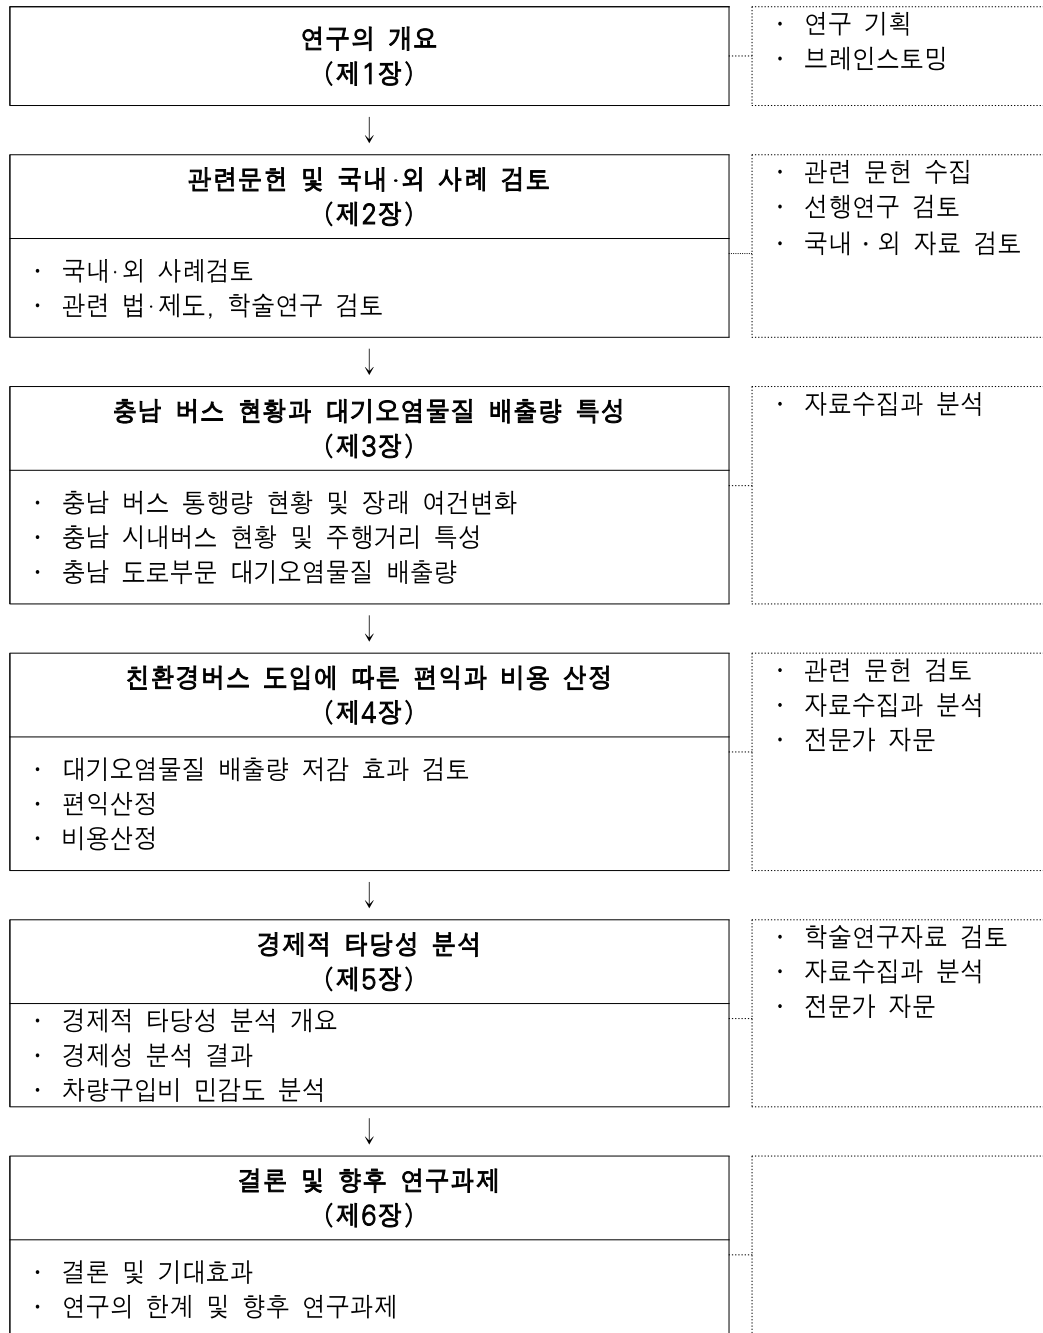 연구의 개요
(제1장)
· 연구 기획
· 브레인스토밍
↓
관련문헌 및 국내·외 사례 검토
(제2장)
· 국내·외 사례검토
· 관련 법·제도, 학술연구 검토
· 관련 문헌 수집
· 선행연구 검토
· 국내·외 자료 검토
↓
충남 버스 현황과 대기오염물질 배출량 특성
(제3장)
· 충남 버스 통행량 현황 및 장래 여건변화
· 충남 시내버스 현황 및 주행거리 특성
· 충남 도로부문 대기오염물질 배출량
· 자료수집과 분석
↓
친환경버스 도입에 따른 편익과 비용 산정
(제4장)
· 대기오염물질 배출량 저감 효과 검토
· 편익산정
· 비용산정
· 관련 문헌 검토
· 자료수집과 분석
· 전문가 자문
↓
경제적 타당성 분석
(제5장)
· 경제적 타당성 분석 개요
· 경제성 분석 결과
· 차량구입비 민감도 분석
· 학술연구자료 검토
· 자료수집과 분석
· 전문가 자문
↓
결론 및 향후 연구과제
(제6장)
· 결론 및 기대효과
· 연구의 한계 및 향후 연구과제